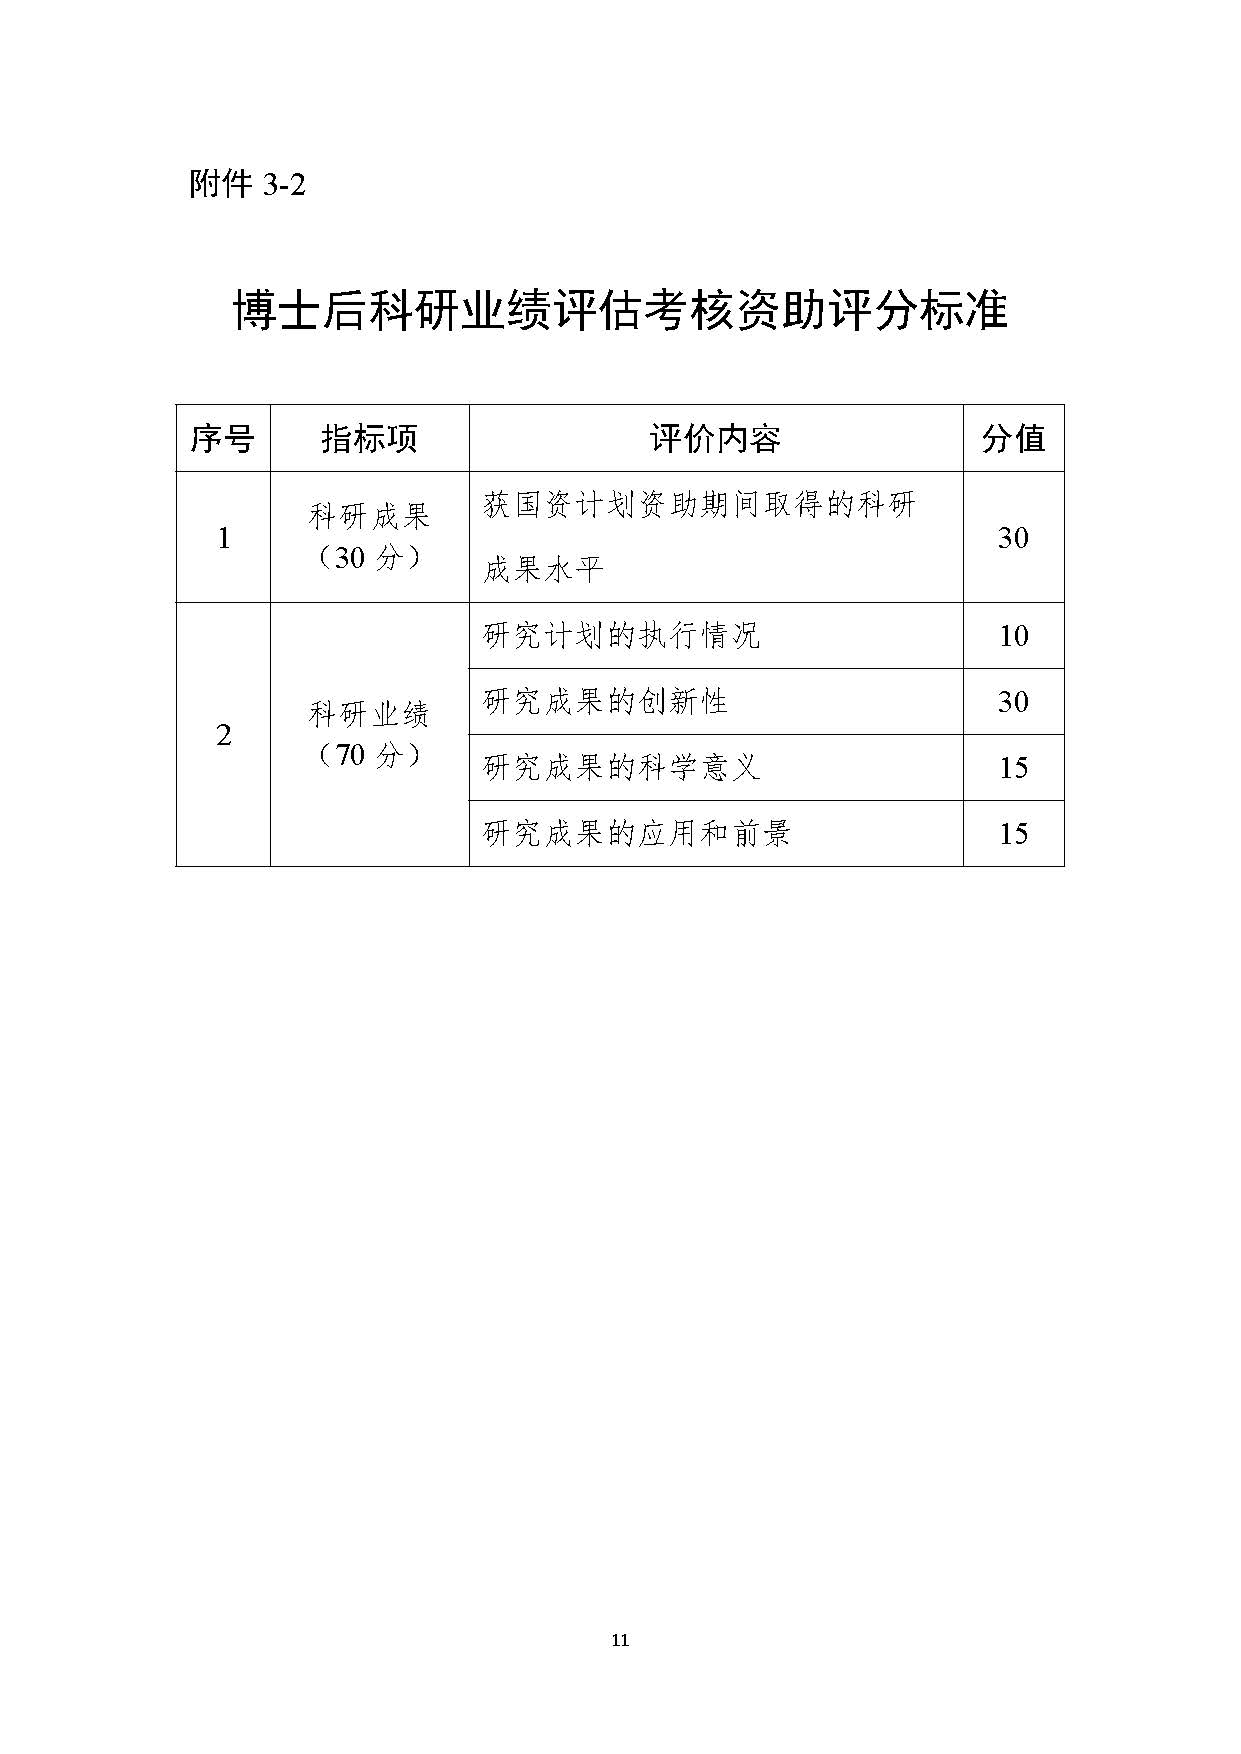 附件 3-2
博士后科研业绩评估考核资助评分标准
序号 指标项 评价内容 分值
1 科研成果（30 分） 获国资计划资助期间取得的科研
成果水平 30
2 科研业绩（70 分） 研究计划的执行情况 10
研究成果的创新性 30
研究成果的科学意义 15
研究成果的应用和前景 15
11